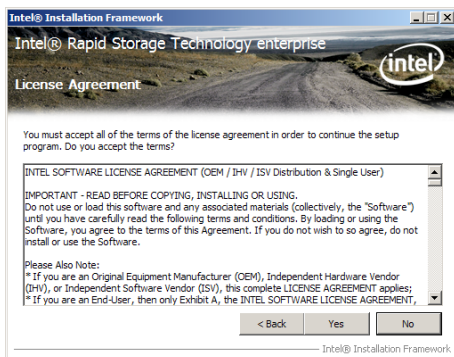 Intel® Installation Framework
Intel® Rapid Storage Technology enterprise
intel
License Agreement
You must accept all of the terms of the license agreement in order to continue the setup
program. Do you accept the terms?
INTEL SOFTWARE LICENSE AGREEMENT (OEM / IHV / ISV Distribution & Single User)
IMPORTANT - READ BEFORE COPYING, INSTALLING OR USING.
Do not use or load this software and any associated materials (collectively, the "Software")
until you have carefully read the following terms and conditions. By loading or using the
Software, you agree to the terms of this Agreement. If you do not wish to so agree, do not
install or use the Software.
Please Also Note:
* If you are an Original Equipment Manufacturer (OEM), Independent Hardware Vendor
(IHV), or Independent Software Vendor (ISV), this complete LICENSE AGREEMENT applies;
* If you are an End-User, then only Exhibit A, the INTEL SOFTWARE LICENSE AGREEMENT,
< Back Yes No
Intel® Installation Framework